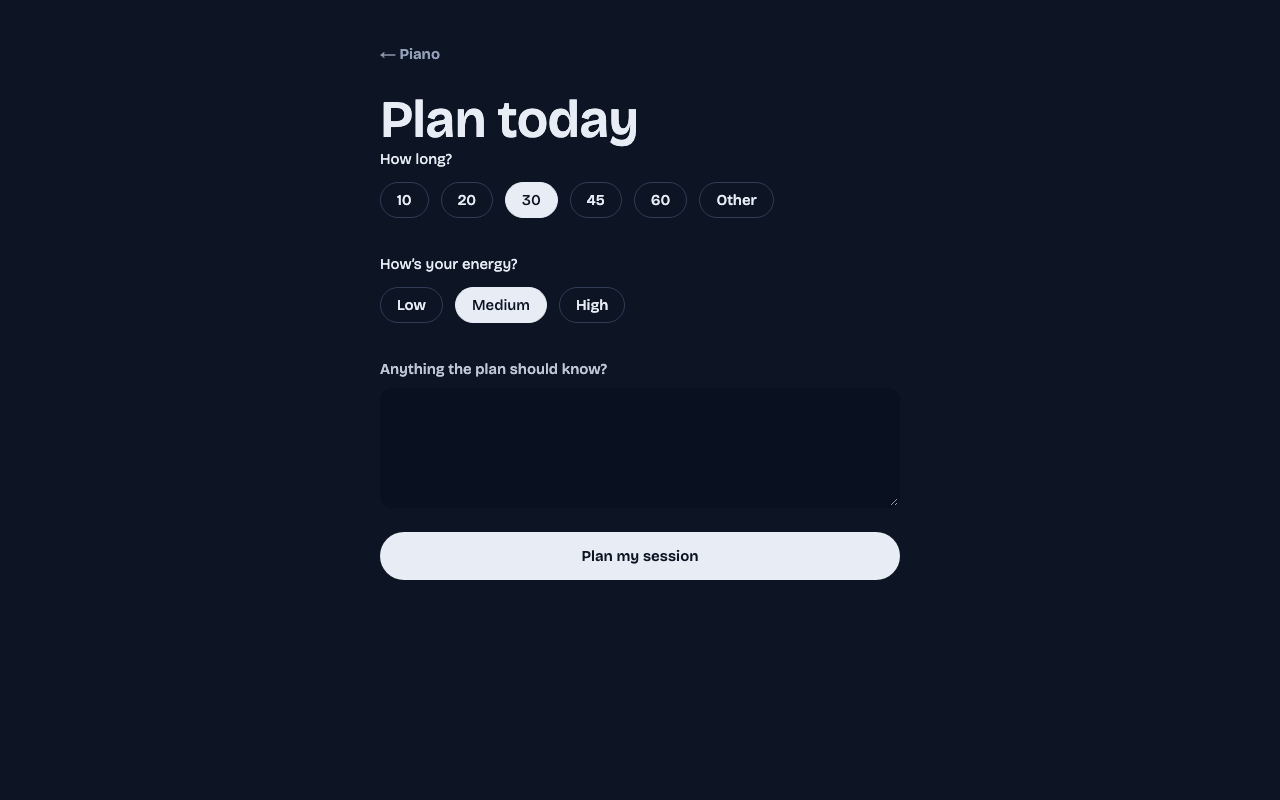 ← Piano
Plan today
How long?
10 20 30 45 60 Other
How's your energy?
Low Medium High
Anything the plan should know?
Plan my session